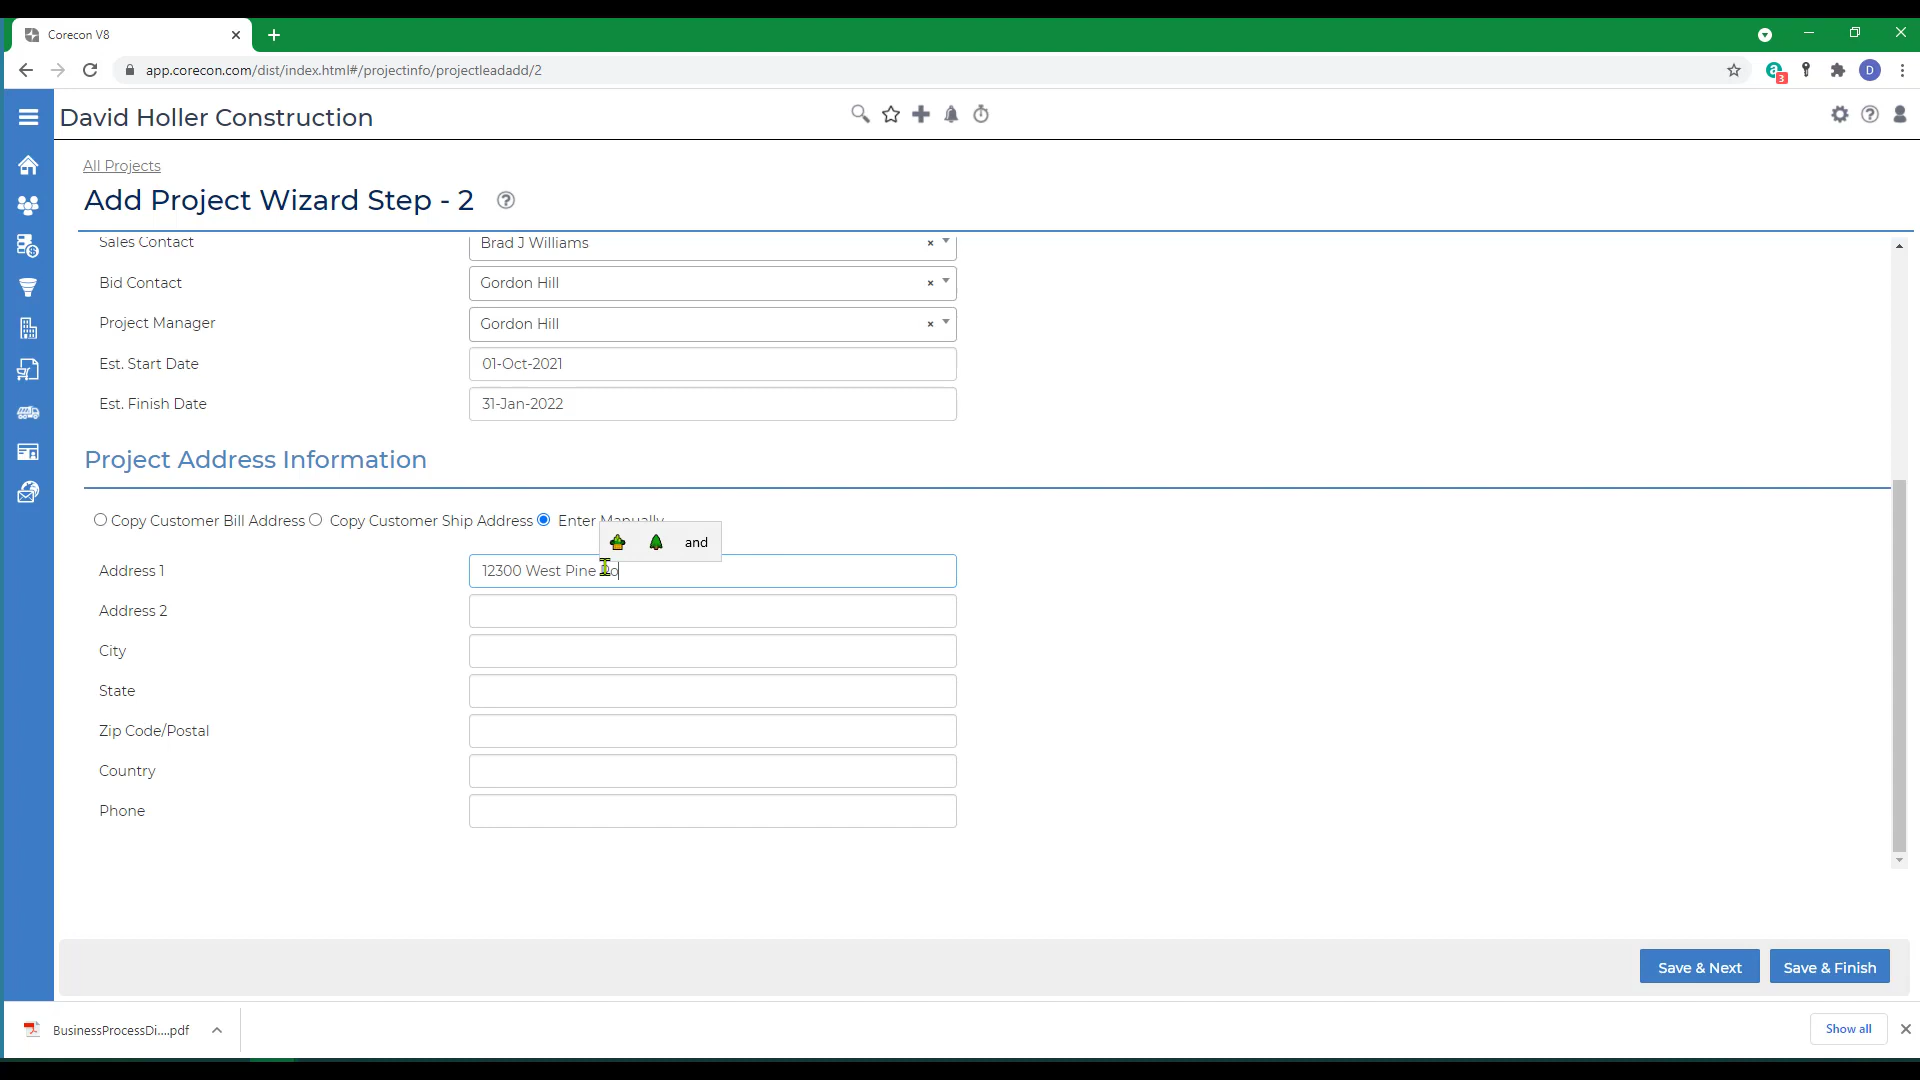 Corecon V8
app.corecon.com/dist/index.html#/projectinfo/projectleadadd/2
D
3
David Holler Construction
All Projects
Add Project Wizard Step - 2
Sales Contact
Brad J Williams
Bid Contact
Gordon Hill
Project Manager
Gordon Hill
Est. Start Date
01-Oct-2021
Est. Finish Date
31-Jan-2022
Project Address Information
Copy Customer Bill Address
Copy Customer Ship Address
Enter Manually
and
Address 1
12300 West Pine Ro
Address 2
City
State
Zip Code/Postal
Country
Phone
Save & Next
Save & Finish
BusinessProcessDi....pdf
Show all